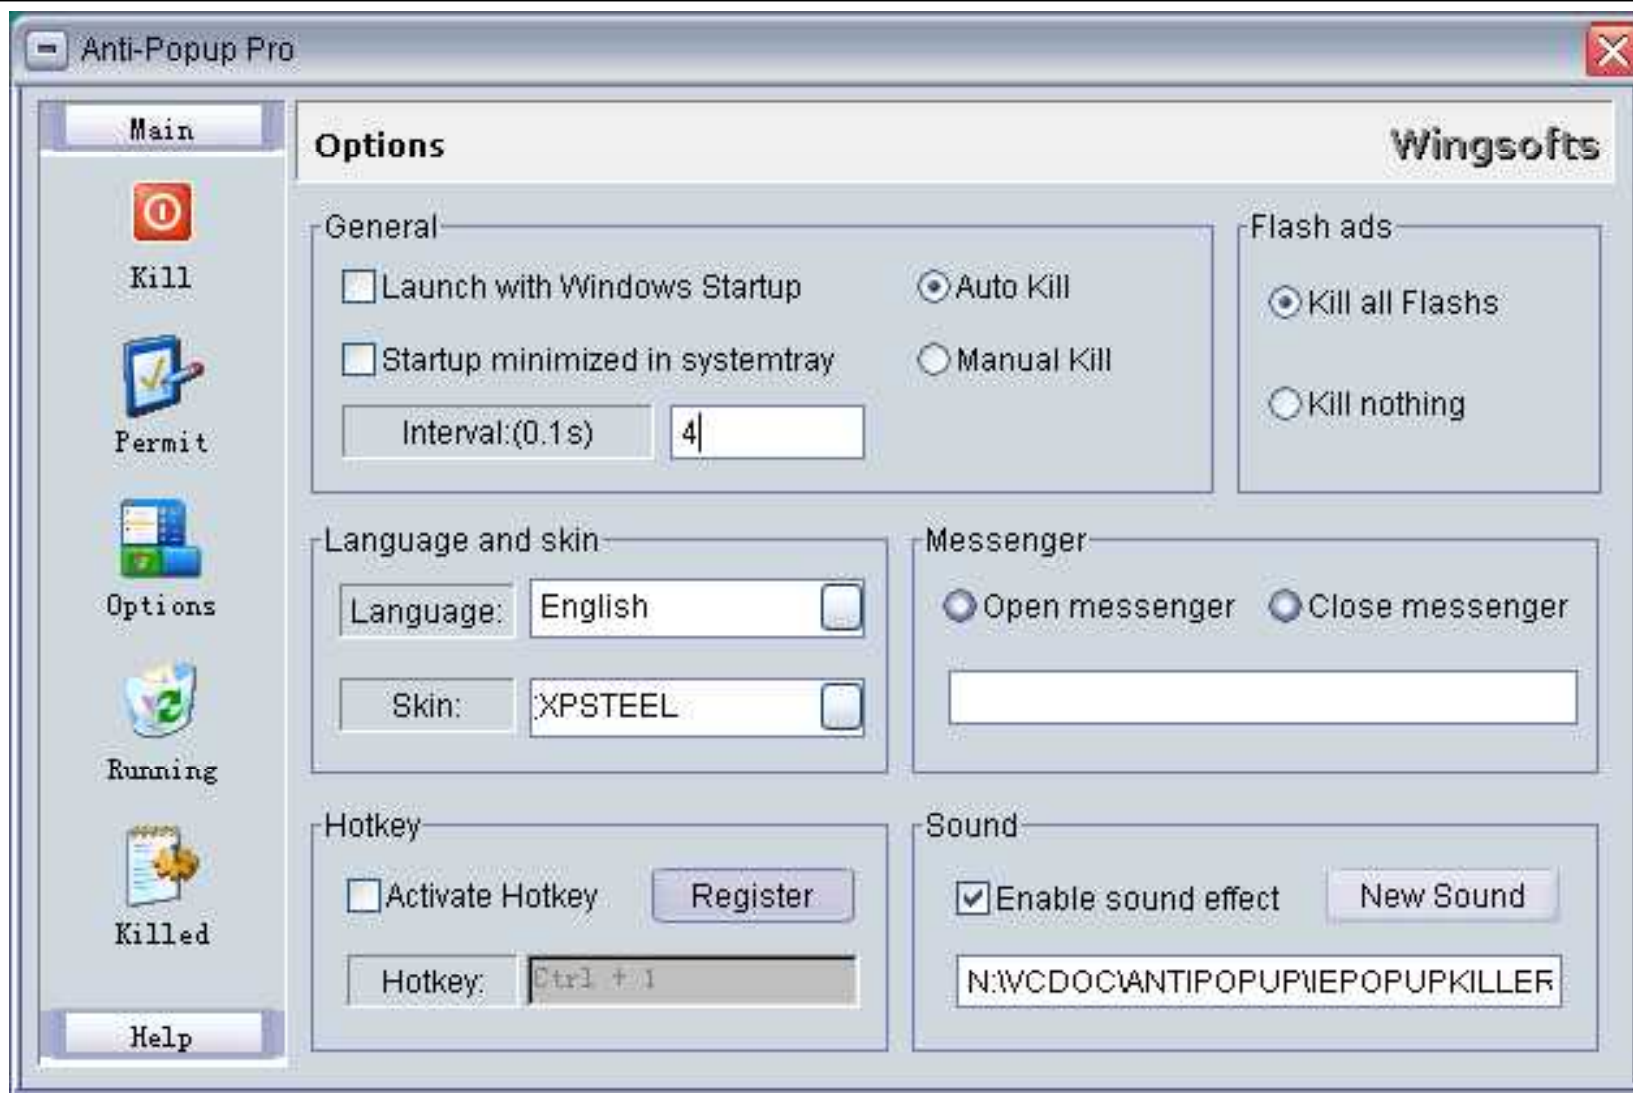 Anti-Popup Pro
Main
Kill
Permit
Options
Running
Killed
Help
Options
Wingsofts
General
Launch with Windows Startup
Auto Kill
Startup minimized in systemtray
Manual Kill
Interval:(0.1s)
4
Flash ads
Kill all Flashs
Kill nothing
Language and skin
Language:
English
Skin:
:XPSTEEL
Messenger
Open messenger
Close messenger
Hotkey
Activate Hotkey
Register
Hotkey:
Ctrl + 1
Sound
Enable sound effect
New Sound
N:\VCDOC\ANTIPOPUP\IEPOPUPKILLER